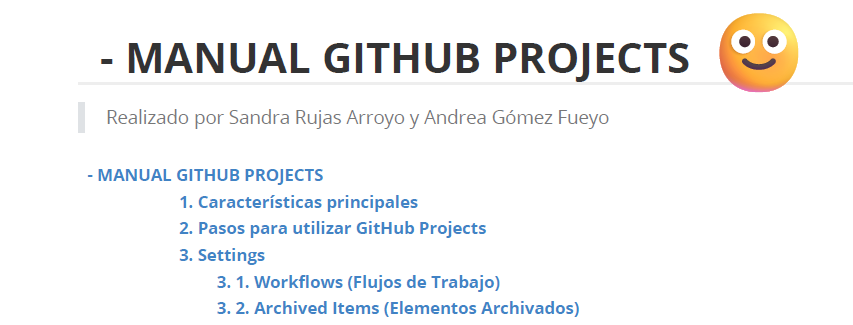 - MANUAL GITHUB PROJECTS
Realizado por Sandra Rujas Arroyo y Andrea Gómez Fueyo
- MANUAL GITHUB PROJECTS
1. Características principales
2. Pasos para utilizar GitHub Projects
3. Settings
3. 1. Workflows (Flujos de Trabajo)
3. 2. Archived Items (Elementos Archivados)